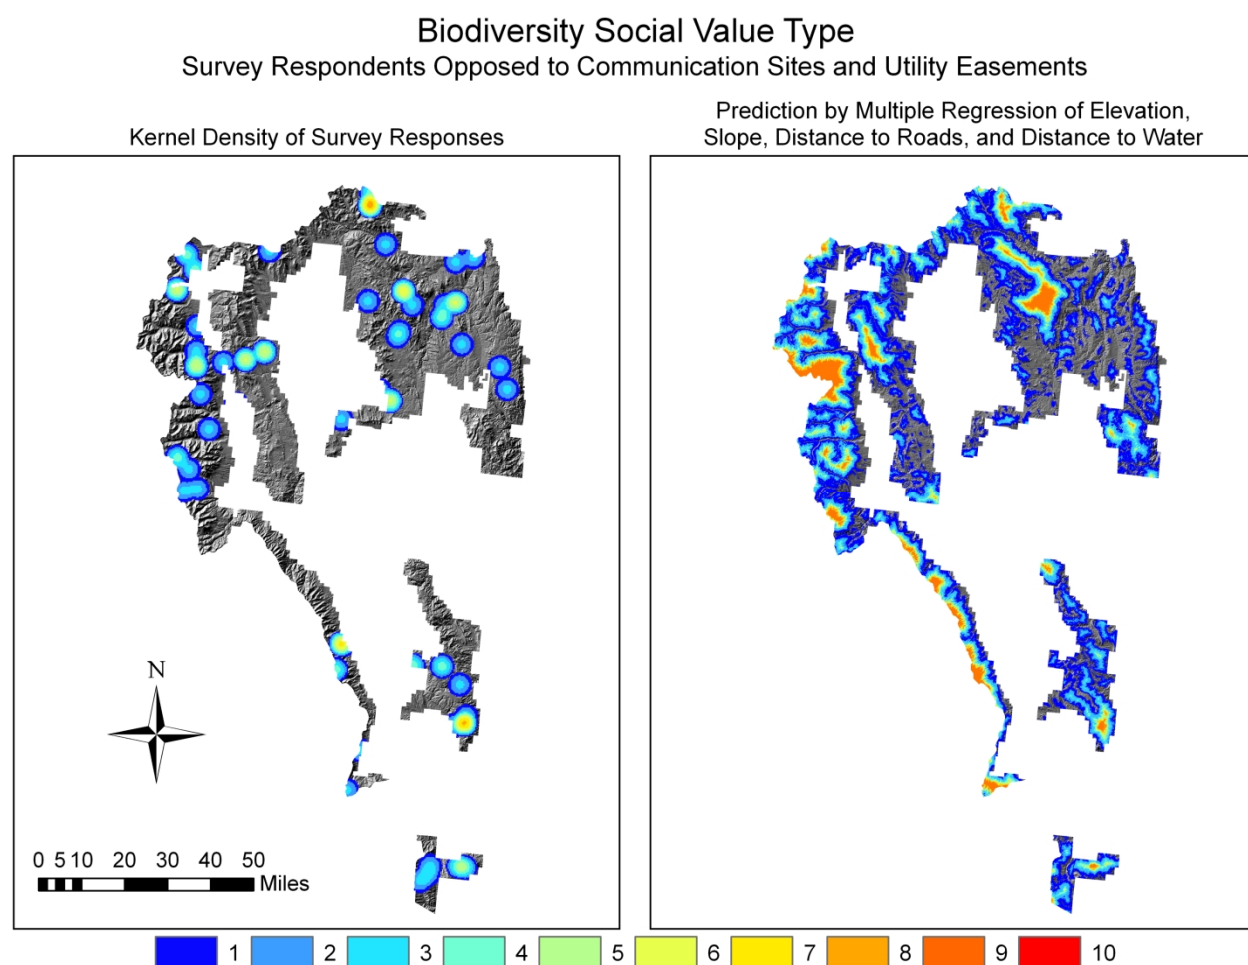 Biodiversity Social Value Type
Survey Respondents Opposed to Communication Sites and Utility Easements
Kernel Density of Survey Responses
Prediction by Multiple Regression of Elevation,
Slope, Distance to Roads, and Distance to Water
N
0 5 10 20 30 40 50
Miles
1 2 3 4 5 6 7 8 9 10